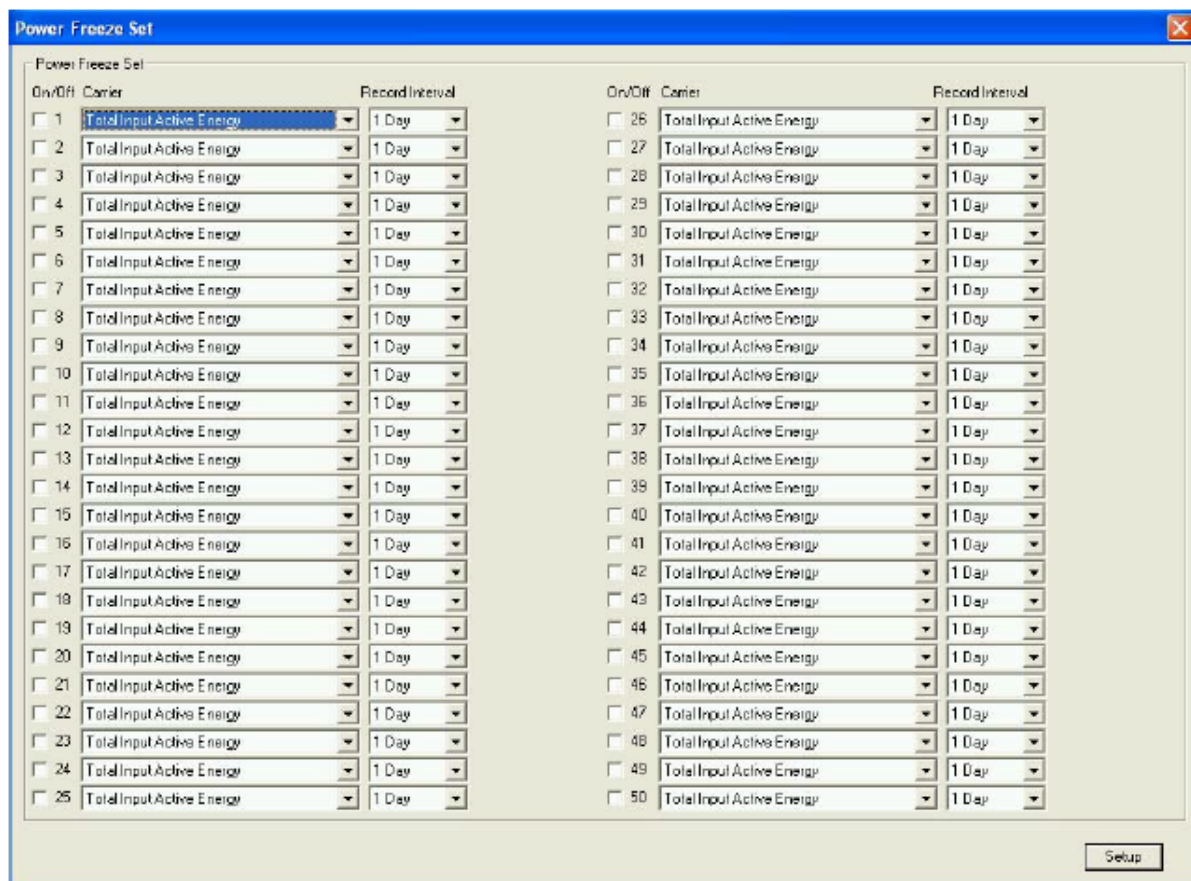 Power Freeze Set
Power Freeze Set
On/Off Carrier Record Interval
1 Total Input Active Energy 1 Day
2 Total Input Active Energy 1 Day
3 Total Input Active Energy 1 Day
4 Total Input Active Energy 1 Day
5 Total Input Active Energy 1 Day
6 Total Input Active Energy 1 Day
7 Total Input Active Energy 1 Day
8 Total Input Active Energy 1 Day
9 Total Input Active Energy 1 Day
10 Total Input Active Energy 1 Day
11 Total Input Active Energy 1 Day
12 Total Input Active Energy 1 Day
13 Total Input Active Energy 1 Day
14 Total Input Active Energy 1 Day
15 Total Input Active Energy 1 Day
16 Total Input Active Energy 1 Day
17 Total Input Active Energy 1 Day
18 Total Input Active Energy 1 Day
19 Total Input Active Energy 1 Day
20 Total Input Active Energy 1 Day
21 Total Input Active Energy 1 Day
22 Total Input Active Energy 1 Day
23 Total Input Active Energy 1 Day
24 Total Input Active Energy 1 Day
25 Total Input Active Energy 1 Day
On/Off Carrier Record Interval
26 Total Input Active Energy 1 Day
27 Total Input Active Energy 1 Day
28 Total Input Active Energy 1 Day
29 Total Input Active Energy 1 Day
30 Total Input Active Energy 1 Day
31 Total Input Active Energy 1 Day
32 Total Input Active Energy 1 Day
33 Total Input Active Energy 1 Day
34 Total Input Active Energy 1 Day
35 Total Input Active Energy 1 Day
36 Total Input Active Energy 1 Day
37 Total Input Active Energy 1 Day
38 Total Input Active Energy 1 Day
39 Total Input Active Energy 1 Day
40 Total Input Active Energy 1 Day
41 Total Input Active Energy 1 Day
42 Total Input Active Energy 1 Day
43 Total Input Active Energy 1 Day
44 Total Input Active Energy 1 Day
45 Total Input Active Energy 1 Day
46 Total Input Active Energy 1 Day
47 Total Input Active Energy 1 Day
48 Total Input Active Energy 1 Day
49 Total Input Active Energy 1 Day
50 Total Input Active Energy 1 Day
Setup